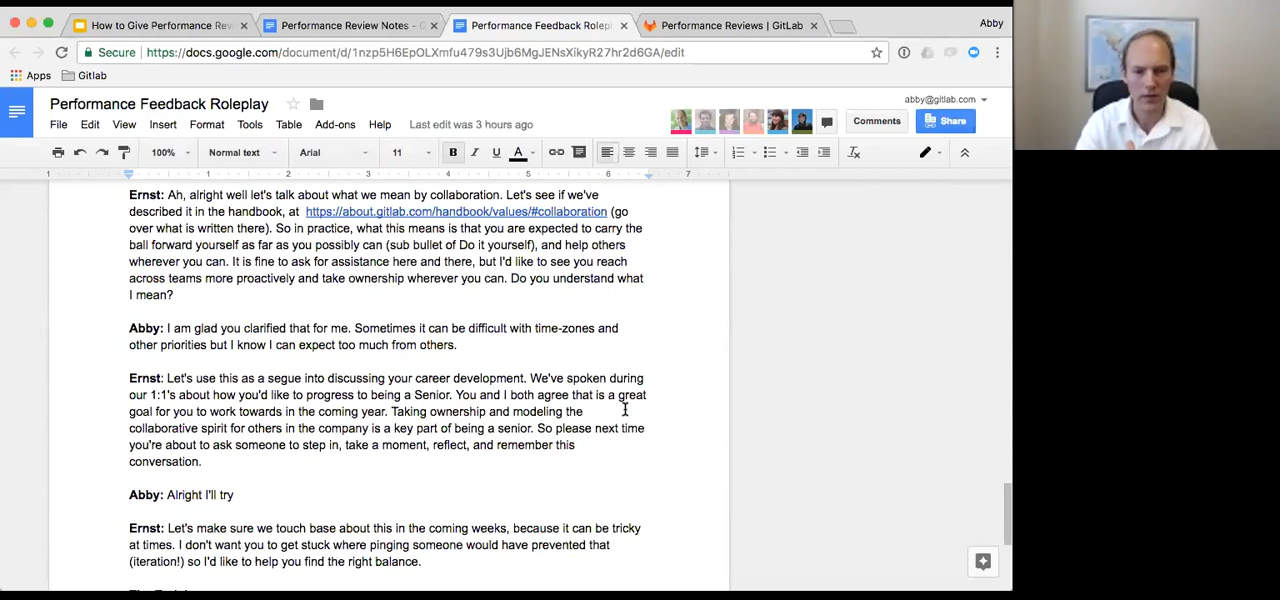 How to Give Performance Rev
Performance Review Notes - G
Performance Feedback Rolepl
Performance Reviews | GitLab
Abby
Secure
https://docs.google.com/document/d/1nzp5H6EpOLXmfu479s3Ujb6MgJENsXikyR27hr2d6GA/edit
Apps
Gitlab
Performance Feedback Roleplay
abby@gitlab.com
File Edit View Insert Format Tools Table Add-ons Help Last edit was 3 hours ago
Comments
Share
100% Normal text Arial 11 B I U A
1 1 2 3 4 5 6 7
Ernst: Ah, alright well let's talk about what we mean by collaboration. Let's see if we've
described it in the handbook, at https://about.gitlab.com/handbook/values/#collaboration (go
over what is written there). So in practice, what this means is that you are expected to carry the
ball forward yourself as far as you possibly can (sub bullet of Do it yourself), and help others
wherever you can. It is fine to ask for assistance here and there, but I'd like to see you reach
across teams more proactively and take ownership wherever you can. Do you understand what
I mean?
Abby: I am glad you clarified that for me. Sometimes it can be difficult with time-zones and
other priorities but I know I can expect too much from others.
Ernst: Let's use this as a segue into discussing your career development. We've spoken during
our 1:1's about how you'd like to progress to being a Senior. You and I both agree that is a great
goal for you to work towards in the coming year. Taking ownership and modeling the
collaborative spirit for others in the company is a key part of being a senior. So please next time
you're about to ask someone to step in, take a moment, reflect, and remember this
conversation.
Abby: Alright I'll try
Ernst: Let's make sure we touch base about this in the coming weeks, because it can be tricky
at times. I don't want you to get stuck where pinging someone would have prevented that
(iteration!) so I'd like to help you find the right balance.